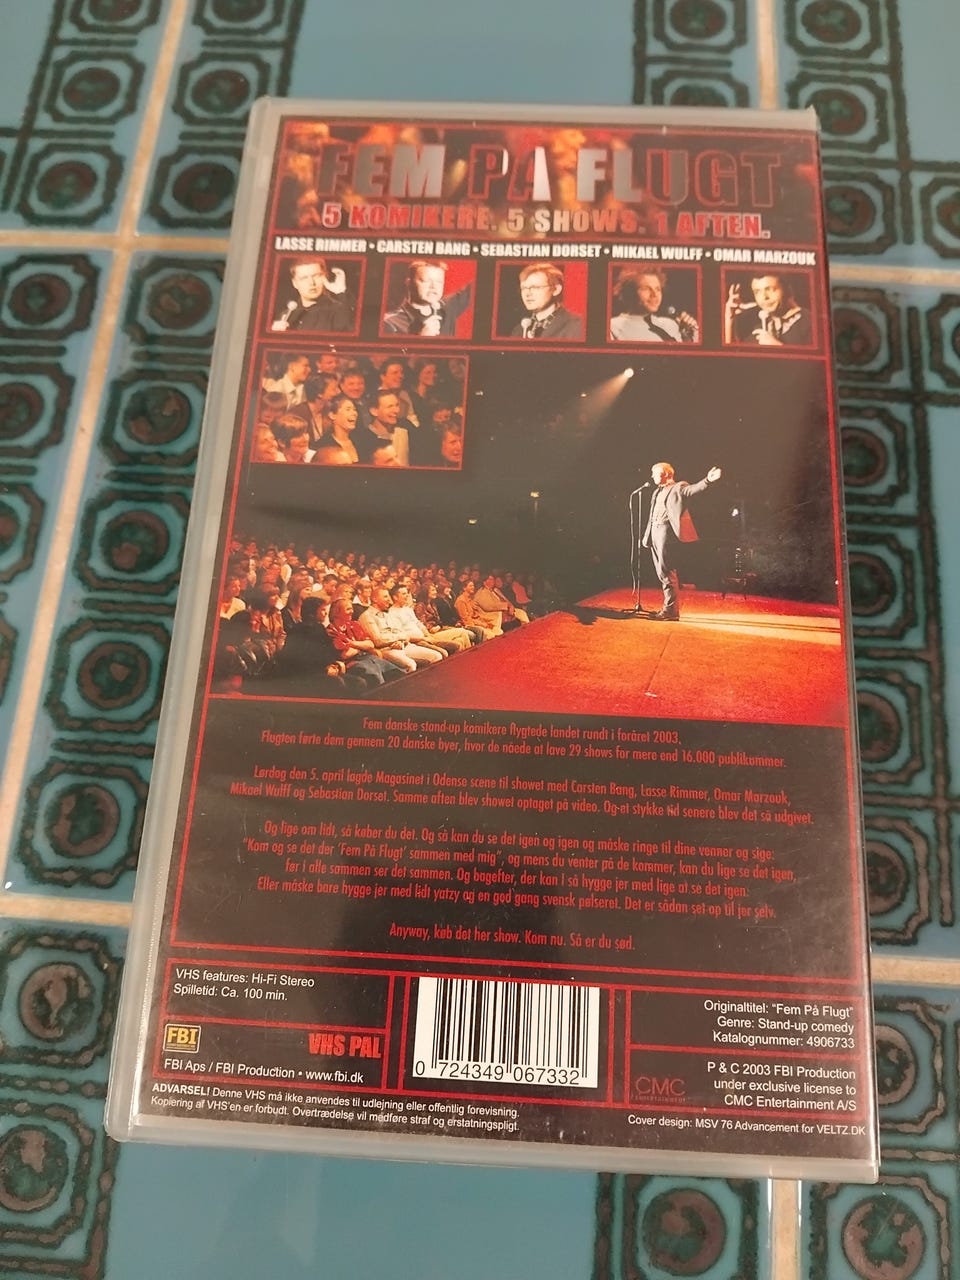 FEM PÅ FLUGT
5 KOMIKERE. 5 SHOWS. 1 AFTEN.
LASSE RIMMER • CARSTEN BANG • SEBASTIAN DORSET • MIKAEL WULFF • OMAR MARZOUK
Fem danske stand-up komikere flygtede landet rundt i foråret 2003.
Flugten førte dem gennem 20 danske byer, hvor de nåede at lave 29 shows for mere end 16.000 publikummer.
Lørdag den 5. april lagde Magasinet i Odense scene til showet med Carsten Bang, Lasse Rimmer, Omar Marzouk,
Mikael Wulff og Sebastian Dorset. Samme aften blev showet optaget på video. Og et stykke tid senere blev det så udgivet.
Og lige om lidt, så køber du det. Og så kan du se det igen og igen og måske ringe til dine venner og sige:
"Kom og se det der 'Fem På Flugt' sammen med mig", og mens du venter på de kommer, kan du lige se det igen,
før i alle sammen ser det sammen. Og bagefter, der kan I så hygge jer med lige at se det igen.
Eller måske bare hygge jer med lidt yatzy og en god gang svensk pølseret. Det er sådan set op til jer selv.
Anyway, køb det her show. Kom nu. Så er du sød.
VHS features: Hi-Fi Stereo
Spilletid: Ca. 100 min.
FBI
VHS PAL
FBI Aps / FBI Production • www.fbi.dk
0 724349 067332
Originaltitel: "Fem På Flugt"
Genre: Stand-up comedy
Katalognummer: 4906733
CMC
ENTERTAINMENT
P & C 2003 FBI Production
under exclusive license to
CMC Entertainment A/S
ADVARSEL! Denne VHS må ikke anvendes til udlejning eller offentlig forevisning.
Kopiering af VHS'en er forbudt. Overtrædelse vil medføre straf og erstatningspligt.
Cover design: MSV 76 Advancement for VELTZ.DK